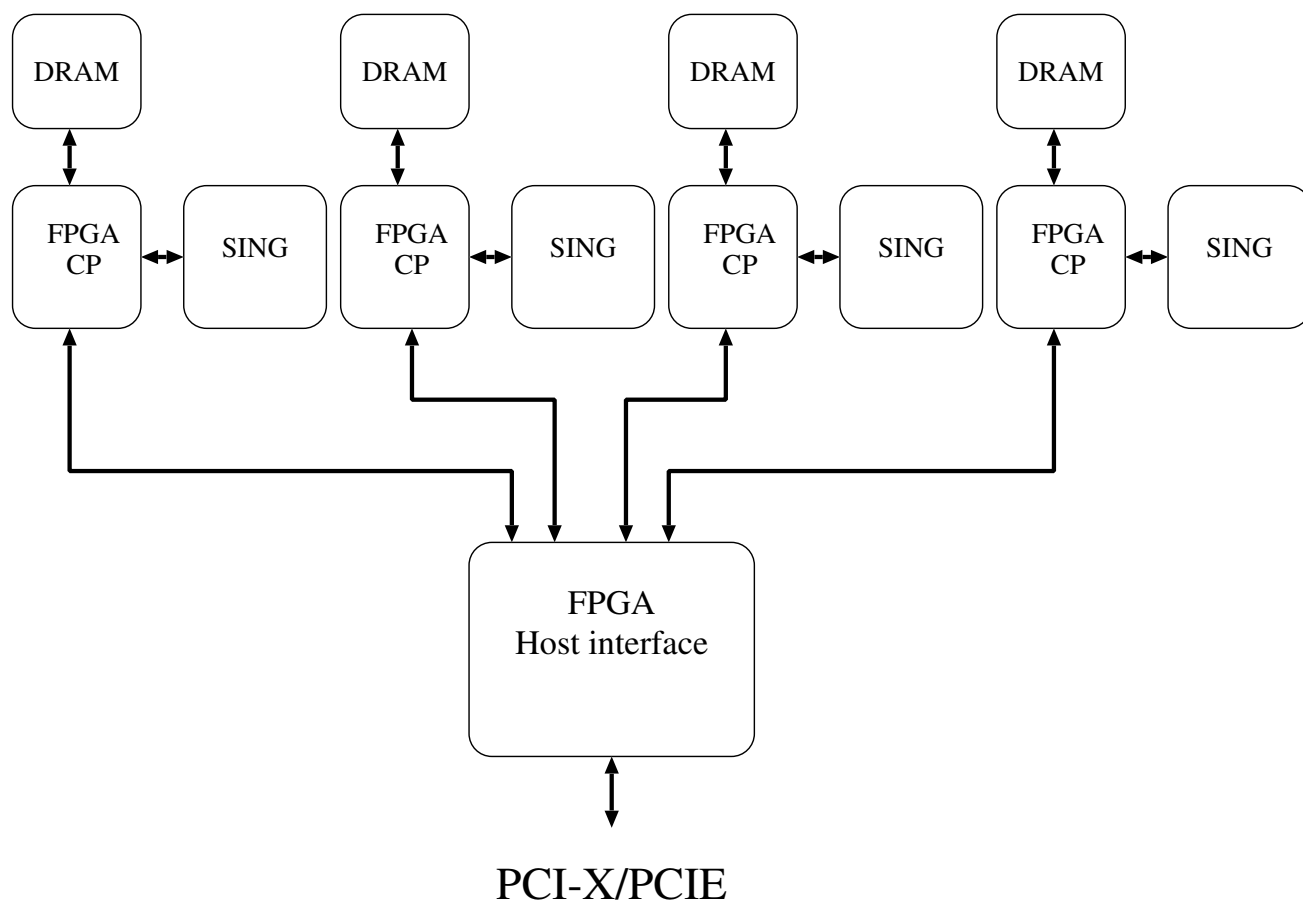 DRAM
DRAM
DRAM
DRAM
FPGA
CP
SING
FPGA
CP
SING
FPGA
CP
SING
FPGA
CP
SING
FPGA
Host interface
PCI-X/PCIE